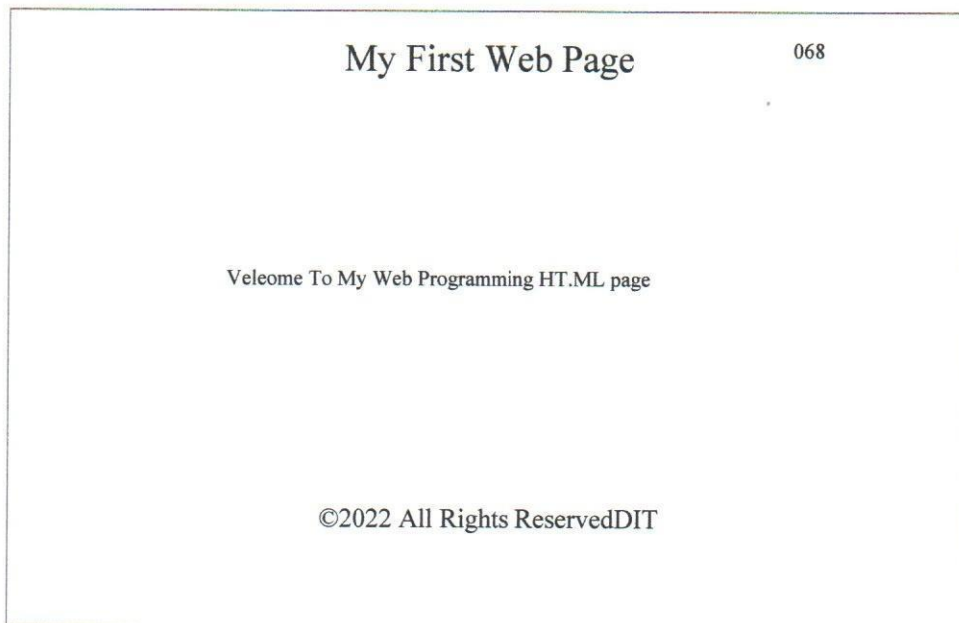 My First Web Page
068
Veleome To My Web Programming HT.ML page
©2022 All Rights ReservedDIT